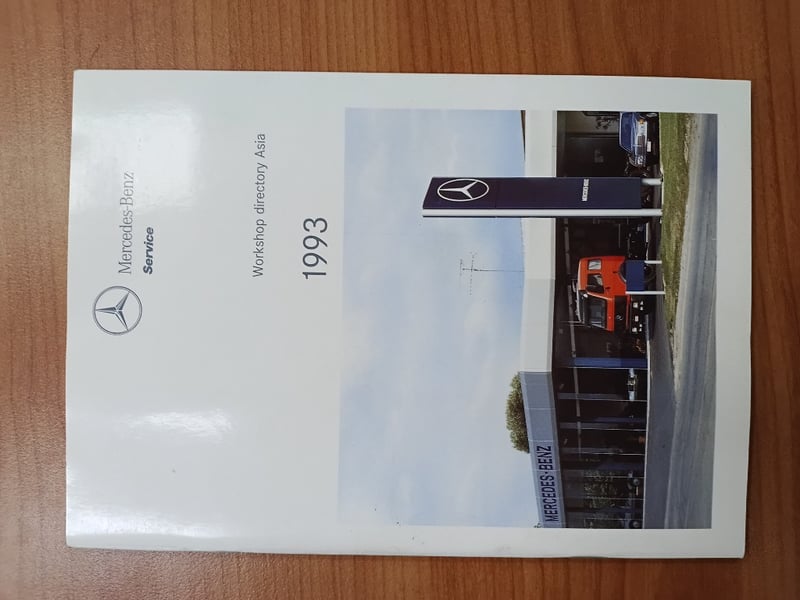 Mercedes-Benz
Service
Workshop directory Asia
1993
MERCEDES-BENZ